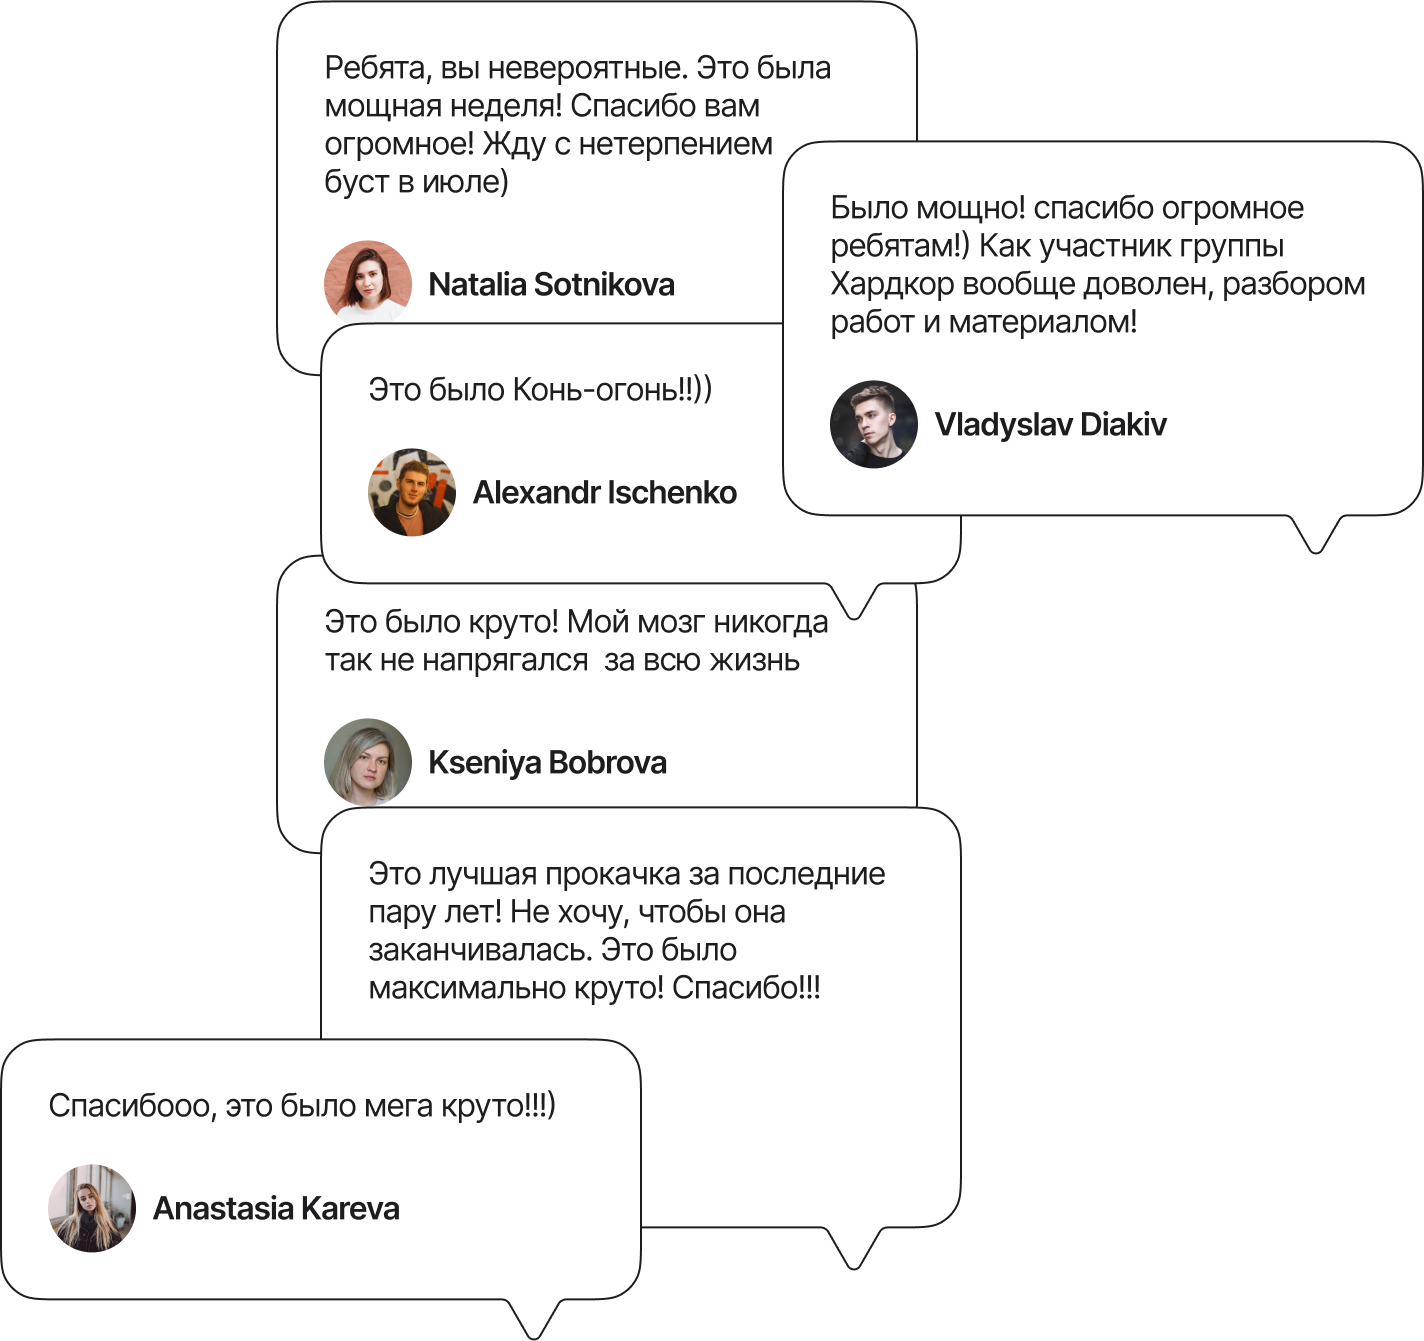 Ребята, вы невероятные. Это была
мощная неделя! Спасибо вам
огромное! Жду с нетерпением
буст в июле)
Natalia Sotnikova
Было мощно! спасибо огромное
ребятам!) Как участник группы
Хардкор вообще доволен, разбором
работ и материалом!
Vladyslav Diakiv
Это было Конь-огонь!!))
Alexandr Ischenko
Это было круто! Мой мозг никогда
так не напрягался  за всю жизнь
Kseniya Bobrova
Это лучшая прокачка за последние
пару лет! Не хочу, чтобы она
заканчивалась. Это было
максимально круто! Спасибо!!!
Спасибооо, это было мега круто!!!)
Anastasia Kareva